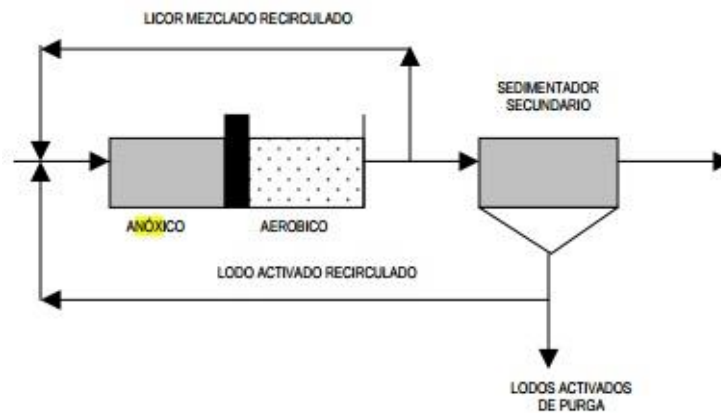 LICOR MEZCLADO RECIRCULADO
SEDIMENTADOR
SECUNDARIO
ANÓXICO
AEROBICO
LODO ACTIVADO RECIRCULADO
LODOS ACTIVADOS
DE PURGA